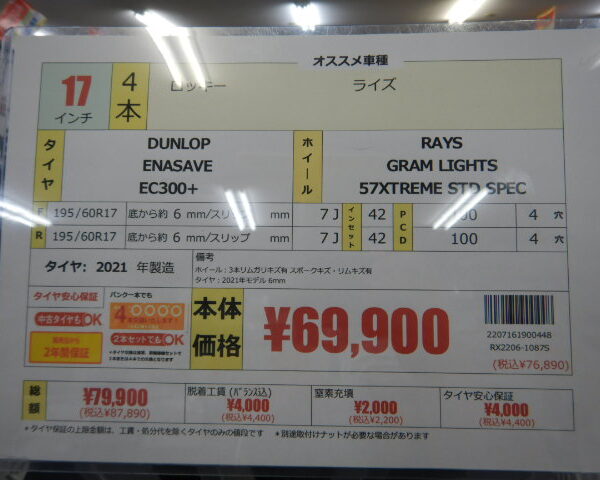 オススメ車種
17 インチ
4本
ロッキー ライズ
タイヤ
DUNLOP
ENASAVE
EC300+
ホイール
RAYS
GRAM LIGHTS
57XTREME STD SPEC
F 195/60R17 底から約 6 mm/スリップ mm 7 J インセット 42 PCD 100 4 穴
R 195/60R17 底から約 6 mm/スリップ mm 7 J 42 100 4 穴
タイヤ: 2021 年製造
備考
ホイール:3本リムガリキズ有 スポークキズ・リムキズ有
タイヤ:2021年モデル 6mm
タイヤ安心保証
中古タイヤもOK
2年間保証
パンク一本でも
2本セットでもOK
本体価格
¥69,900
(税込¥76,890)
2207161900448
RX2206-1087S
総額
¥79,900
(税込¥87,890)
脱着工賃 (バランス込)
¥4,000
(税込¥4,400)
窒素充填
¥2,000
(税込¥2,200)
タイヤ安心保証
¥4,000
(税込¥4,400)
*タイヤ保証の上限金額は、工賃・処分代を除くタイヤのみの値段です *別途取付けナットが必要な場合があります